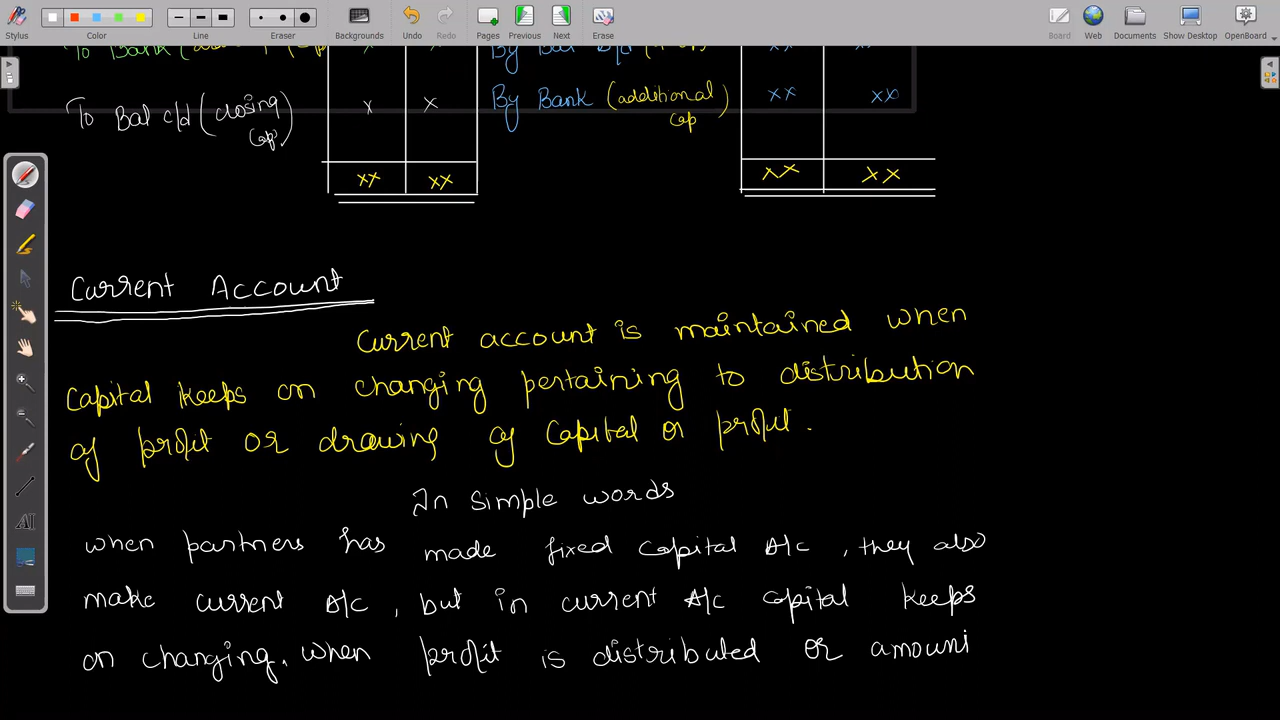 Stylus Color Line Eraser Backgrounds Undo Redo Pages Previous Next Erase Board Web Documents Show Desktop OpenBoard
To Bank (
By Bal b/d (
To Bal c/d (closing cap) x x By Bank (additional cap) xx xx
xx xx xx xx
Current Account
Current account is maintained when
capital keeps on changing pertaining to distribution
of profit or drawing of capital or profit.
In simple words
when partners has made fixed capital A/c, they also
make current A/c, but in current A/c capital keeps
on changing. when profit is distributed or amount